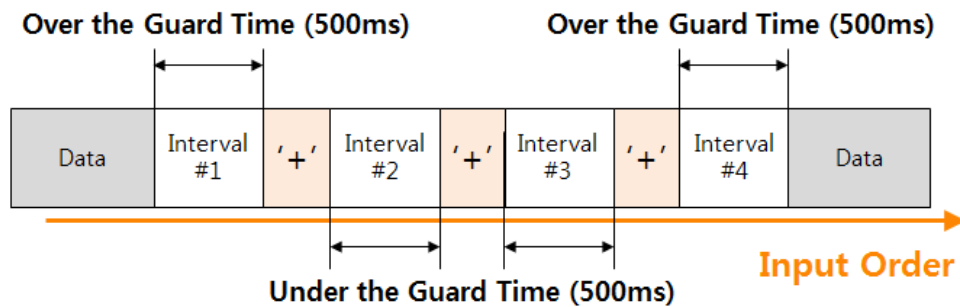 Over the Guard Time (500ms)
Over the Guard Time (500ms)
Data
Interval
#1
'+'
Interval
#2
'+'
Interval
#3
'+'
Interval
#4
Data
Input Order
Under the Guard Time (500ms)